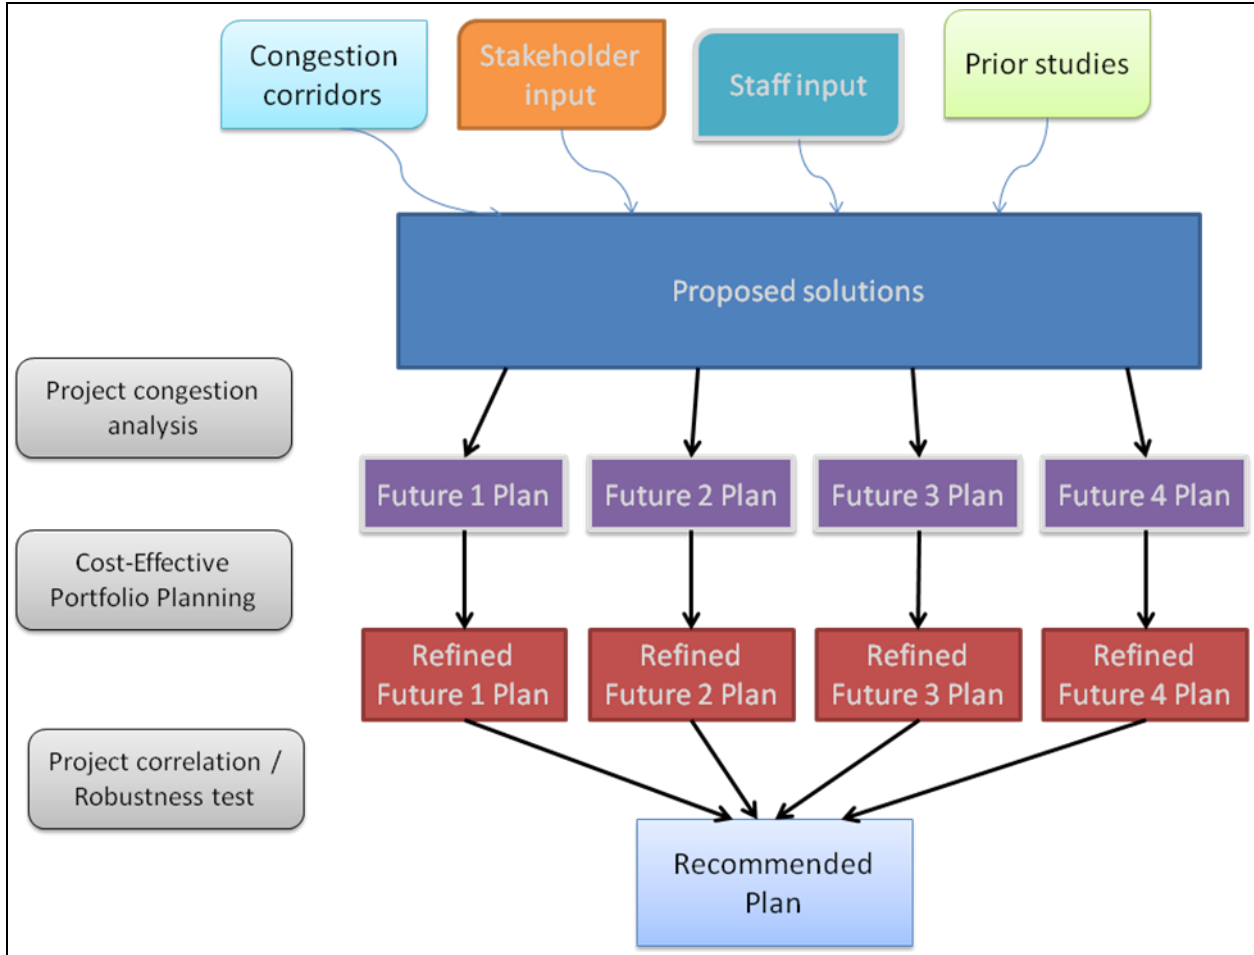 Congestion
corridors
Stakeholder
input
Staff input
Prior studies
Proposed solutions
Project congestion
analysis
Future 1 Plan
Future 2 Plan
Future 3 Plan
Future 4 Plan
Cost-Effective
Portfolio Planning
Refined
Future 1 Plan
Refined
Future 2 Plan
Refined
Future 3 Plan
Refined
Future 4 Plan
Project correlation /
Robustness test
Recommended
Plan